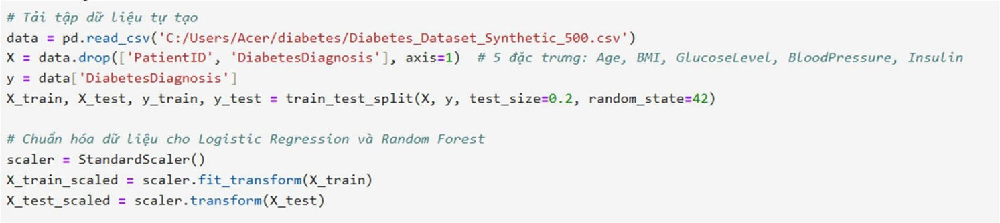 # Tải tập dữ liệu tự tạo
data = pd.read_csv('C:/Users/Acer/diabetes/Diabetes_Dataset_Synthetic_500.csv')
X = data.drop(['PatientID', 'DiabetesDiagnosis'], axis=1)  # 5 đặc trưng: Age, BMI, GlucoseLevel, BloodPressure, Insulin
y = data['DiabetesDiagnosis']
X_train, X_test, y_train, y_test = train_test_split(X, y, test_size=0.2, random_state=42)
# Chuẩn hóa dữ liệu cho Logistic Regression và Random Forest
scaler = StandardScaler()
X_train_scaled = scaler.fit_transform(X_train)
X_test_scaled = scaler.transform(X_test)